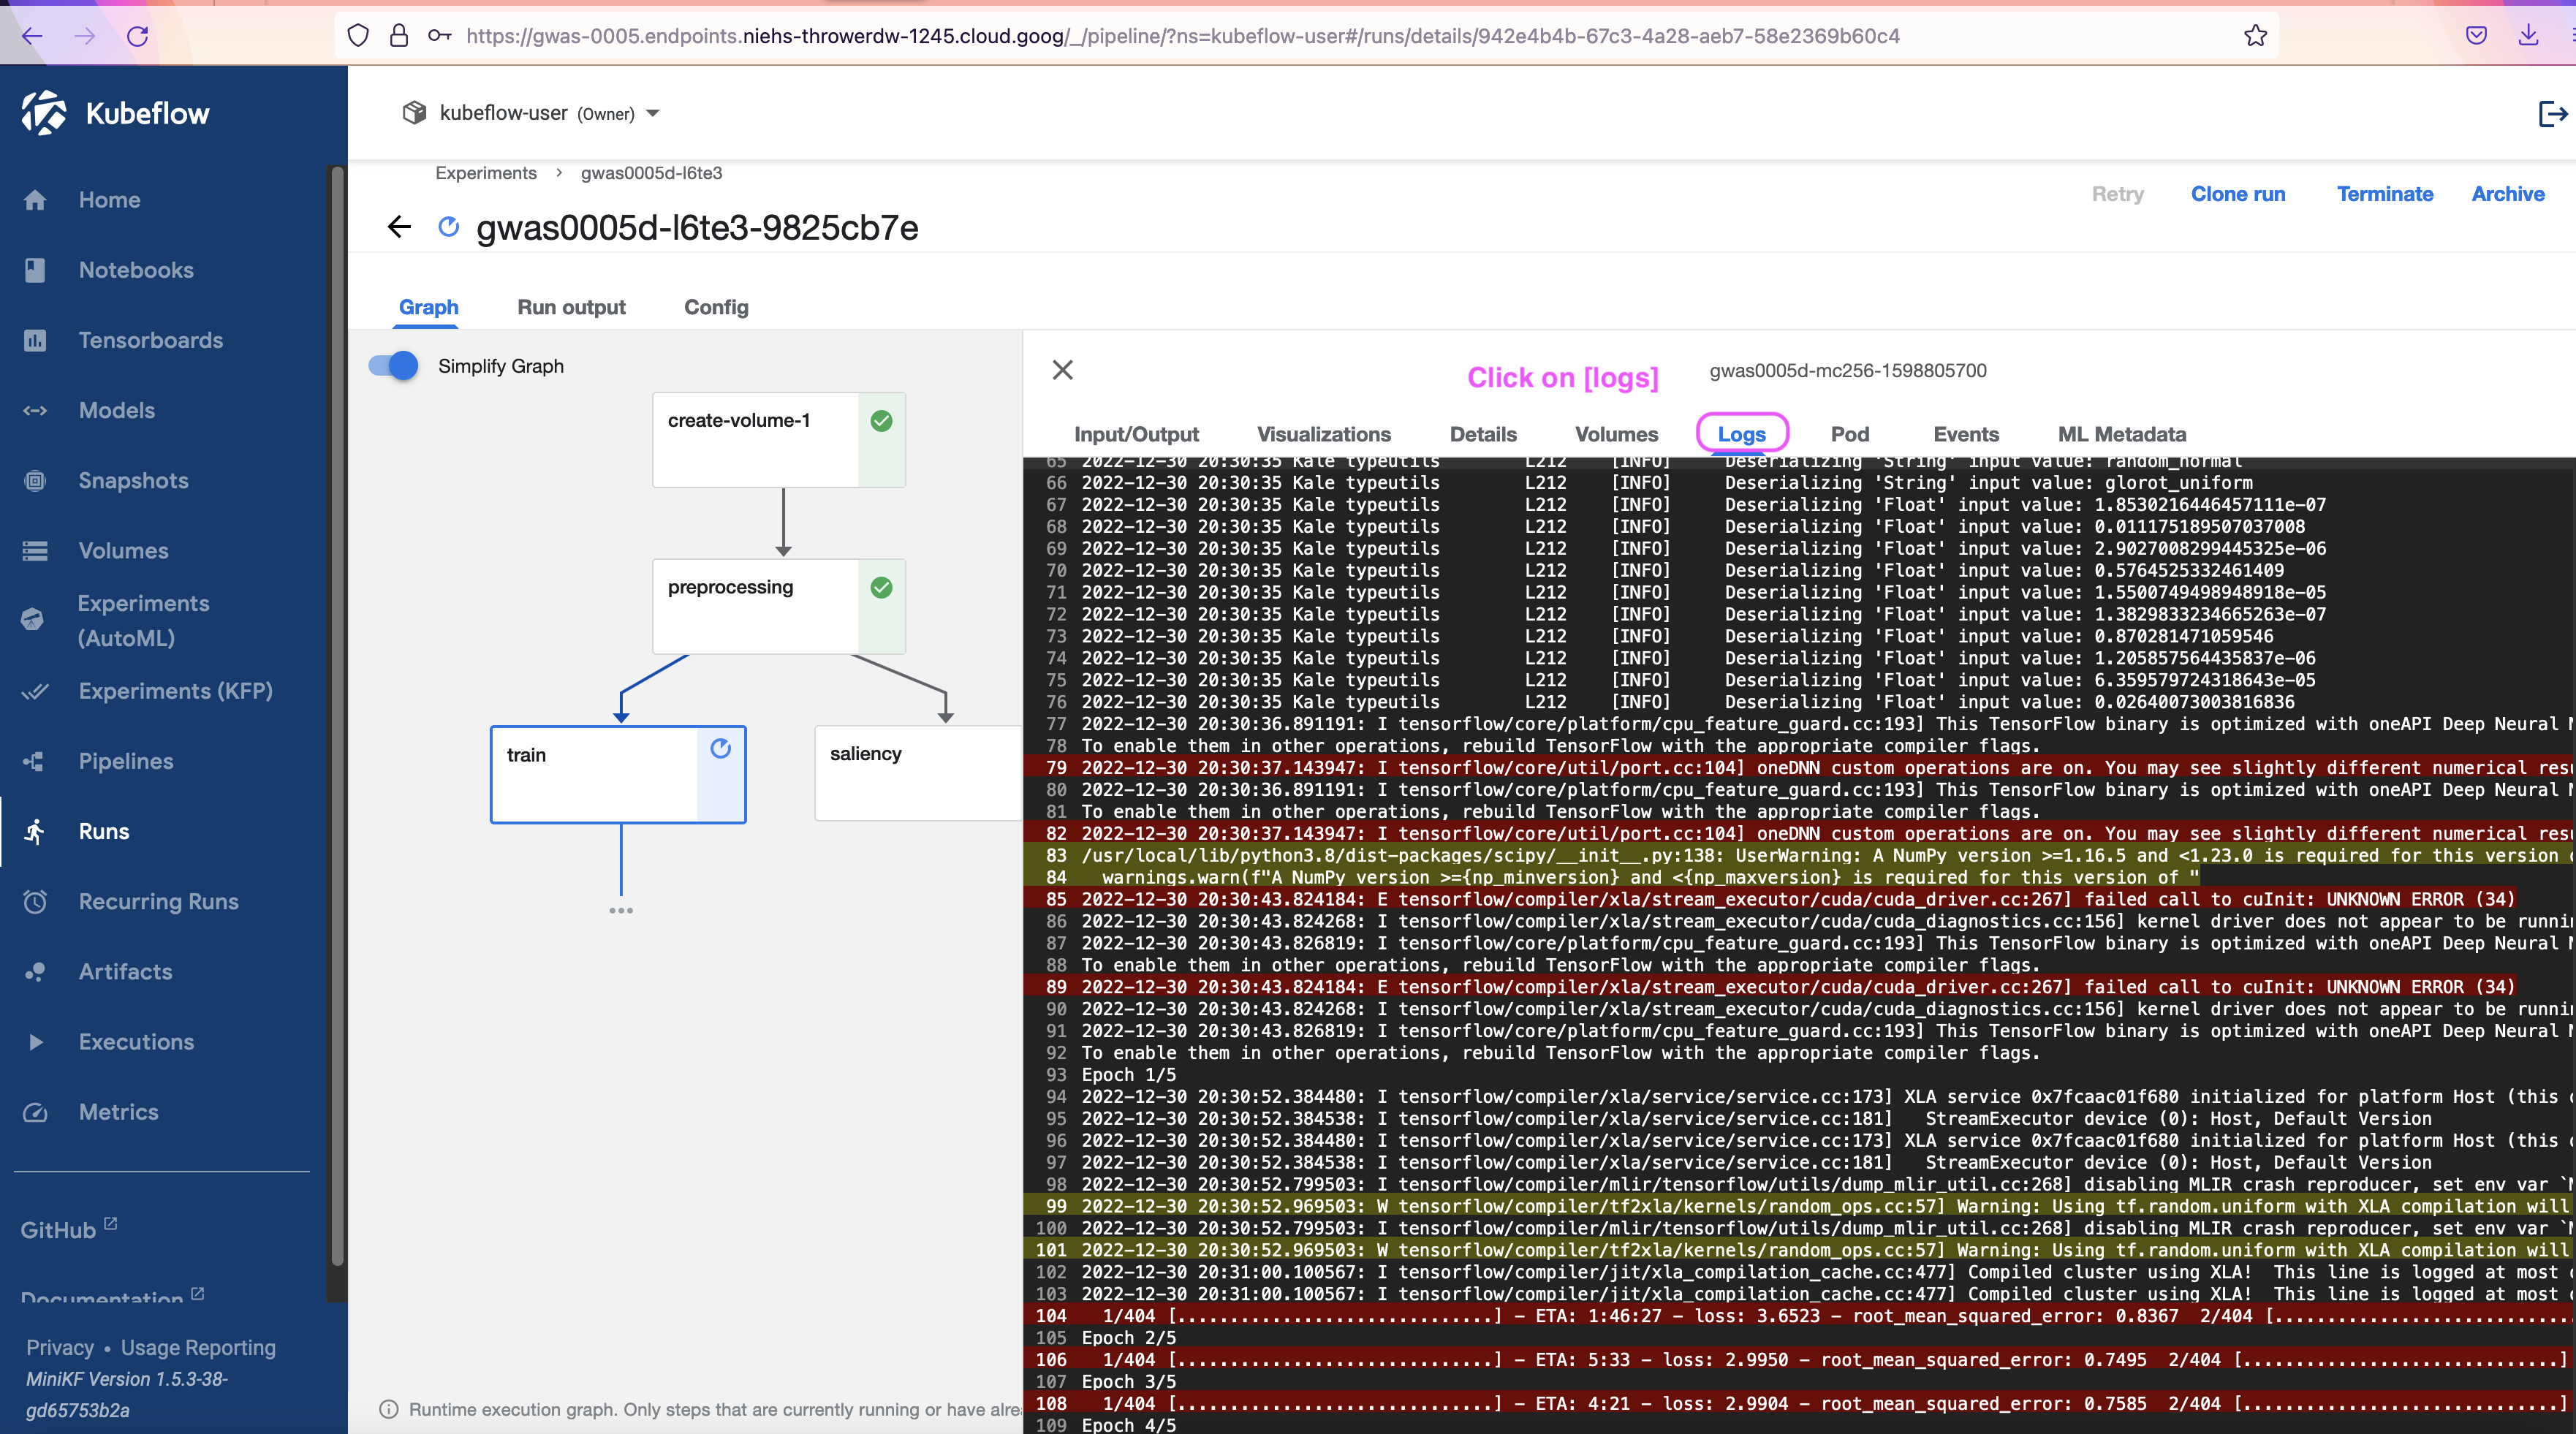 https://gwas-0005.endpoints.niehs-throwerdw-1245.cloud.goog/_/pipeline/?ns=kubeflow-user#/runs/details/942e4b4b-67c3-4a28-aeb7-58e2369b60c4
Kubeflow
Home
Notebooks
Tensorboards
Models
Snapshots
Volumes
Experiments
(AutoML)
Experiments (KFP)
Pipelines
Runs
Recurring Runs
Artifacts
Executions
Metrics
GitHub
Documentation
Privacy • Usage Reporting
MiniKF Version 1.5.3-38-
gd65753b2a
kubeflow-user (Owner)
Experiments > gwas0005d-l6te3
Retry Clone run Terminate Archive
gwas0005d-l6te3-9825cb7e
Graph Run output Config
Simplify Graph
create-volume-1
preprocessing
train
saliency
Runtime execution graph. Only steps that are currently running or have alre
Click on [logs] gwas0005d-mc256-1598805700
Input/Output Visualizations Details Volumes Logs Pod Events ML Metadata
65 2022-12-30 20:30:35 Kale typeutils L212 [INFO] Deserializing 'String' input value: random_normal
66 2022-12-30 20:30:35 Kale typeutils L212 [INFO] Deserializing 'String' input value: glorot_uniform
67 2022-12-30 20:30:35 Kale typeutils L212 [INFO] Deserializing 'Float' input value: 1.8530216446457111e-07
68 2022-12-30 20:30:35 Kale typeutils L212 [INFO] Deserializing 'Float' input value: 0.011175189507037008
69 2022-12-30 20:30:35 Kale typeutils L212 [INFO] Deserializing 'Float' input value: 2.9027008299445325e-06
70 2022-12-30 20:30:35 Kale typeutils L212 [INFO] Deserializing 'Float' input value: 0.5764525332461409
71 2022-12-30 20:30:35 Kale typeutils L212 [INFO] Deserializing 'Float' input value: 1.5500749498948918e-05
72 2022-12-30 20:30:35 Kale typeutils L212 [INFO] Deserializing 'Float' input value: 1.3829833234665263e-07
73 2022-12-30 20:30:35 Kale typeutils L212 [INFO] Deserializing 'Float' input value: 0.870281471059546
74 2022-12-30 20:30:35 Kale typeutils L212 [INFO] Deserializing 'Float' input value: 1.205857564435837e-06
75 2022-12-30 20:30:35 Kale typeutils L212 [INFO] Deserializing 'Float' input value: 6.359579724318643e-05
76 2022-12-30 20:30:35 Kale typeutils L212 [INFO] Deserializing 'Float' input value: 0.02640073003816836
77 2022-12-30 20:30:36.891191: I tensorflow/core/platform/cpu_feature_guard.cc:193] This TensorFlow binary is optimized with oneAPI Deep Neural N
78 To enable them in other operations, rebuild TensorFlow with the appropriate compiler flags.
79 2022-12-30 20:30:37.143947: I tensorflow/core/util/port.cc:104] oneDNN custom operations are on. You may see slightly different numerical resu
80 2022-12-30 20:30:36.891191: I tensorflow/core/platform/cpu_feature_guard.cc:193] This TensorFlow binary is optimized with oneAPI Deep Neural N
81 To enable them in other operations, rebuild TensorFlow with the appropriate compiler flags.
82 2022-12-30 20:30:37.143947: I tensorflow/core/util/port.cc:104] oneDNN custom operations are on. You may see slightly different numerical resu
83 /usr/local/lib/python3.8/dist-packages/scipy/__init__.py:138: UserWarning: A NumPy version >=1.16.5 and <1.23.0 is required for this version
84 warnings.warn(f"A NumPy version >={np_minversion} and <{np_maxversion} is required for this version of "
85 2022-12-30 20:30:43.824184: E tensorflow/compiler/xla/stream_executor/cuda/cuda_driver.cc:267] failed call to cuInit: UNKNOWN ERROR (34)
86 2022-12-30 20:30:43.824268: I tensorflow/compiler/xla/stream_executor/cuda/cuda_diagnostics.cc:156] kernel driver does not appear to be runni
87 2022-12-30 20:30:43.826819: I tensorflow/core/platform/cpu_feature_guard.cc:193] This TensorFlow binary is optimized with oneAPI Deep Neural N
88 To enable them in other operations, rebuild TensorFlow with the appropriate compiler flags.
89 2022-12-30 20:30:43.824184: E tensorflow/compiler/xla/stream_executor/cuda/cuda_driver.cc:267] failed call to cuInit: UNKNOWN ERROR (34)
90 2022-12-30 20:30:43.824268: I tensorflow/compiler/xla/stream_executor/cuda/cuda_diagnostics.cc:156] kernel driver does not appear to be runni
91 2022-12-30 20:30:43.826819: I tensorflow/core/platform/cpu_feature_guard.cc:193] This TensorFlow binary is optimized with oneAPI Deep Neural N
92 To enable them in other operations, rebuild TensorFlow with the appropriate compiler flags.
93 Epoch 1/5
94 2022-12-30 20:30:52.384480: I tensorflow/compiler/xla/service/service.cc:173] XLA service 0x7fcaac01f680 initialized for platform Host (this
95 2022-12-30 20:30:52.384538: I tensorflow/compiler/xla/service/service.cc:181] StreamExecutor device (0): Host, Default Version
96 2022-12-30 20:30:52.384480: I tensorflow/compiler/xla/service/service.cc:173] XLA service 0x7fcaac01f680 initialized for platform Host (this
97 2022-12-30 20:30:52.384538: I tensorflow/compiler/xla/service/service.cc:181] StreamExecutor device (0): Host, Default Version
98 2022-12-30 20:30:52.799503: I tensorflow/compiler/mlir/tensorflow/utils/dump_mlir_util.cc:268] disabling MLIR crash reproducer, set env var `M
99 2022-12-30 20:30:52.969503: W tensorflow/compiler/tf2xla/kernels/random_ops.cc:57] Warning: Using tf.random.uniform with XLA compilation will
100 2022-12-30 20:30:52.799503: I tensorflow/compiler/mlir/tensorflow/utils/dump_mlir_util.cc:268] disabling MLIR crash reproducer, set env var `M
101 2022-12-30 20:30:52.969503: W tensorflow/compiler/tf2xla/kernels/random_ops.cc:57] Warning: Using tf.random.uniform with XLA compilation will
102 2022-12-30 20:31:00.100567: I tensorflow/compiler/jit/xla_compilation_cache.cc:477] Compiled cluster using XLA! This line is logged at most
103 2022-12-30 20:31:00.100567: I tensorflow/compiler/jit/xla_compilation_cache.cc:477] Compiled cluster using XLA! This line is logged at most
104 1/404 [..............................] - ETA: 1:46:27 - loss: 3.6523 - root_mean_squared_error: 0.8367 2/404 [............................
105 Epoch 2/5
106 1/404 [..............................] - ETA: 5:33 - loss: 2.9950 - root_mean_squared_error: 0.7495 2/404 [..............................]
107 Epoch 3/5
108 1/404 [..............................] - ETA: 4:21 - loss: 2.9904 - root_mean_squared_error: 0.7585 2/404 [..............................]
109 Epoch 4/5